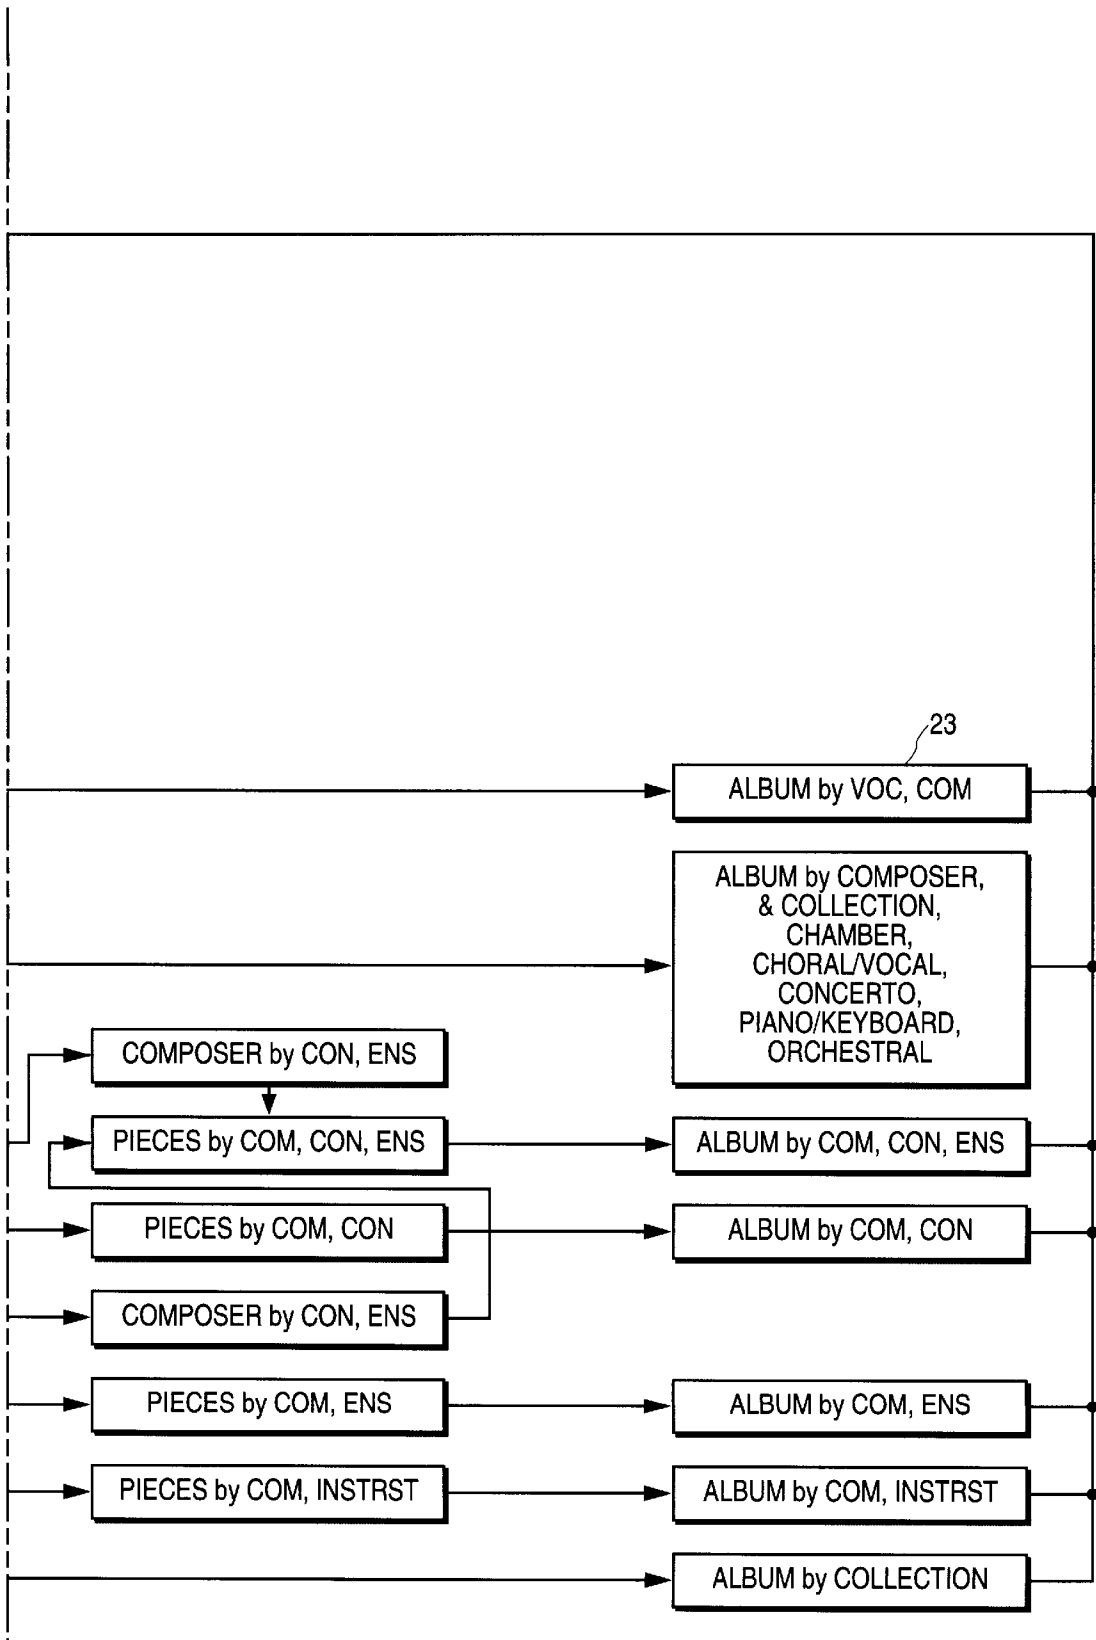 23
ALBUM by VOC, COM
ALBUM by COMPOSER,
& COLLECTION,
CHAMBER,
CHORAL/VOCAL,
CONCERTO,
PIANO/KEYBOARD,
ORCHESTRAL
COMPOSER by CON, ENS
PIECES by COM, CON, ENS
ALBUM by COM, CON, ENS
PIECES by COM, CON
ALBUM by COM, CON
COMPOSER by CON, ENS
PIECES by COM, ENS
ALBUM by COM, ENS
PIECES by COM, INSTRST
ALBUM by COM, INSTRST
ALBUM by COLLECTION